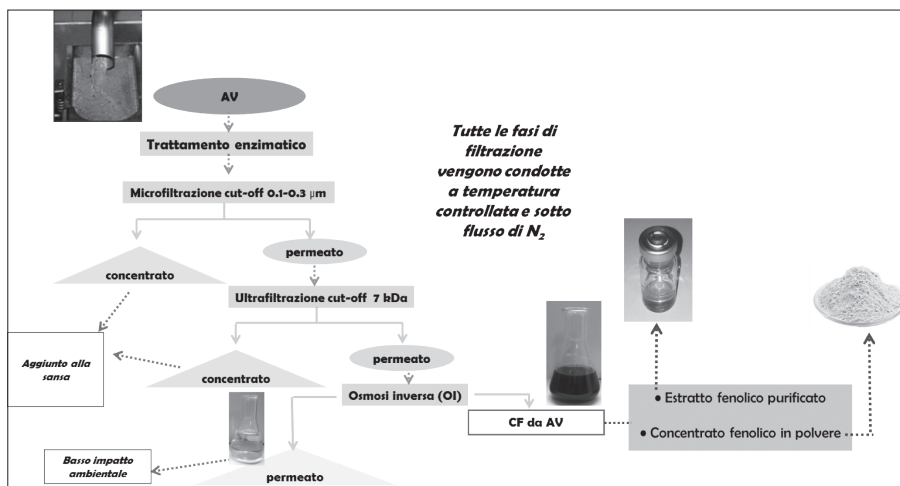 AV
Trattamento enzimatico
Microfiltrazione cut-off 0.1-0.3 μm
Tutte le fasi di
filtrazione
vengono condotte
a temperatura
controllata e sotto
flusso di N₂
concentrato
permeato
Ultrafiltrazione cut-off 7 kDa
Aggiunto alla
sansa
concentrato
permeato
Osmosi inversa (OI)
CF da AV
• Estratto fenolico purificato
• Concentrato fenolico in polvere
Basso impatto
ambientale
permeato